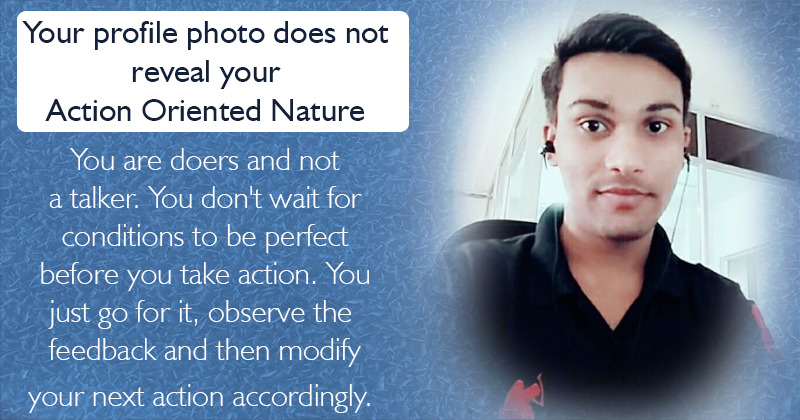 Your profile photo does not
reveal your
Action Oriented Nature
You are doers and not
a talker. You don't wait for
conditions to be perfect
before you take action. You
just go for it, observe the
feedback and then modify
your next action accordingly.